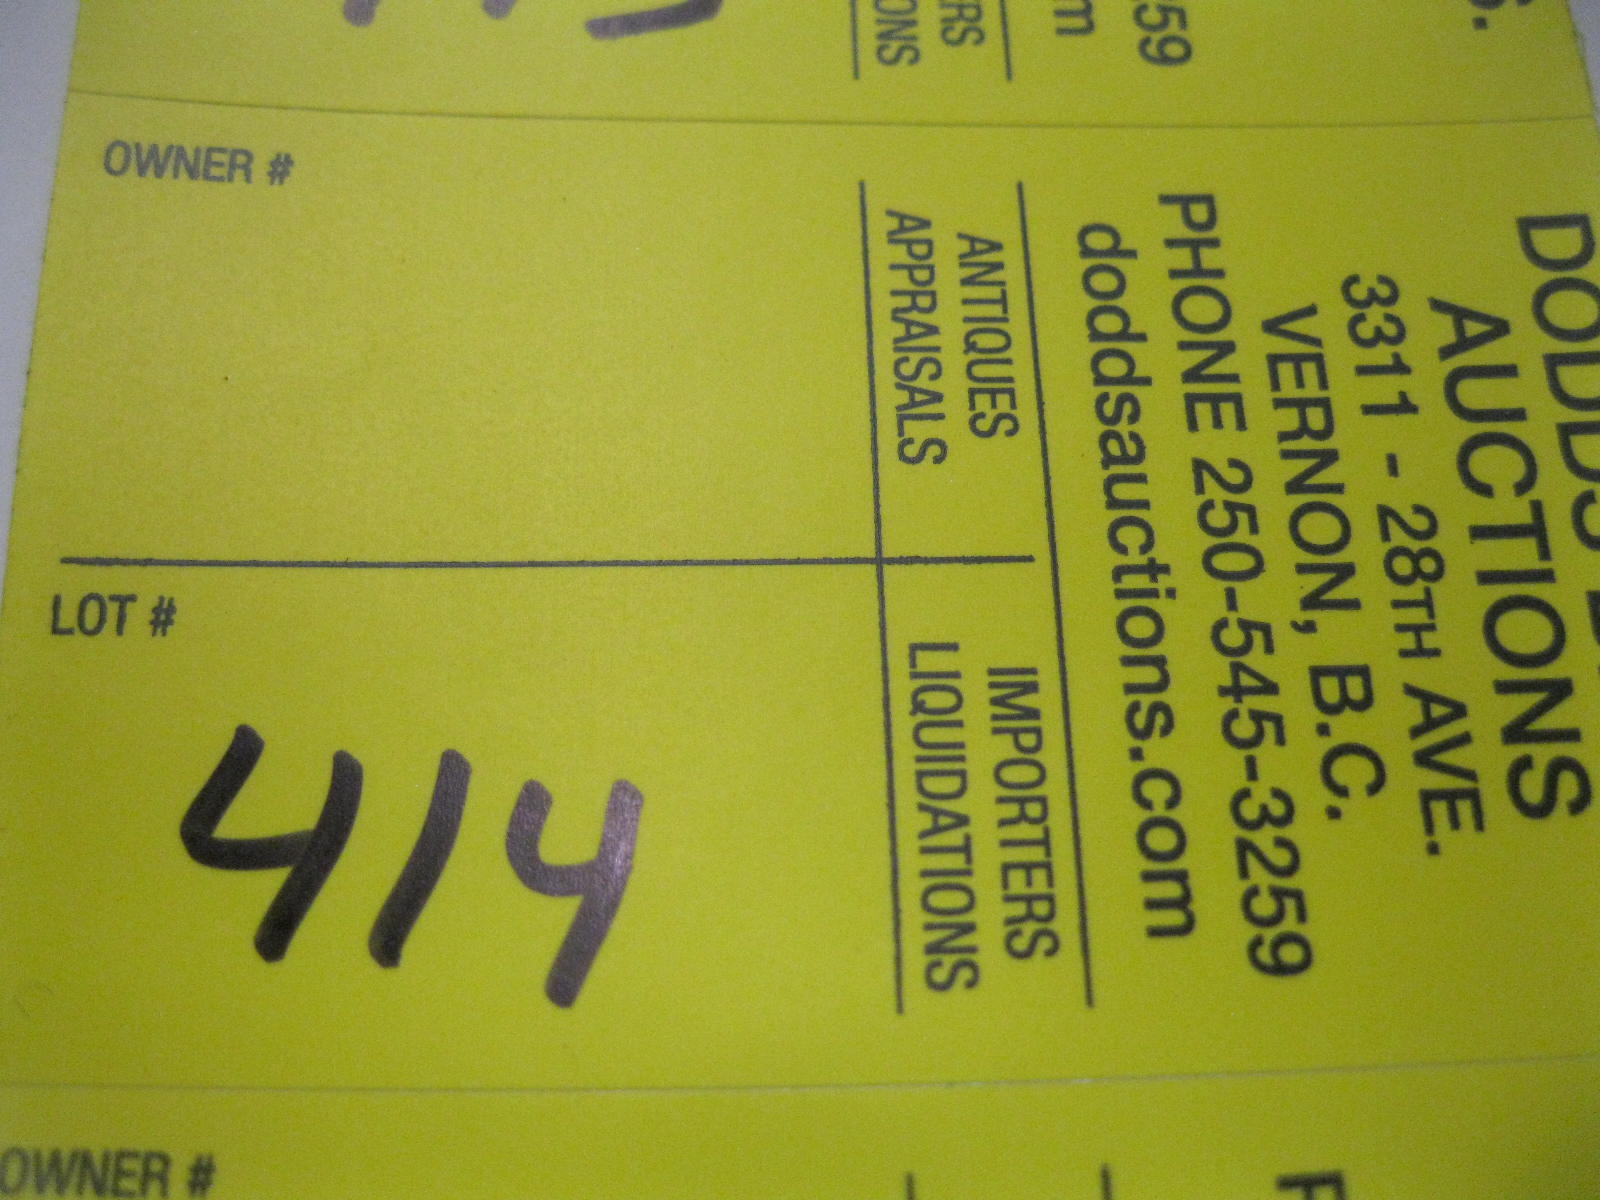 DODDS
AUCTIONS
3311 - 28TH AVE.
VERNON, B.C.
PHONE 250-545-3259
doddsauctions.com
ANTIQUES
APPRAISALS
IMPORTERS
LIQUIDATIONS
OWNER #
LOT #
414
OWNER #